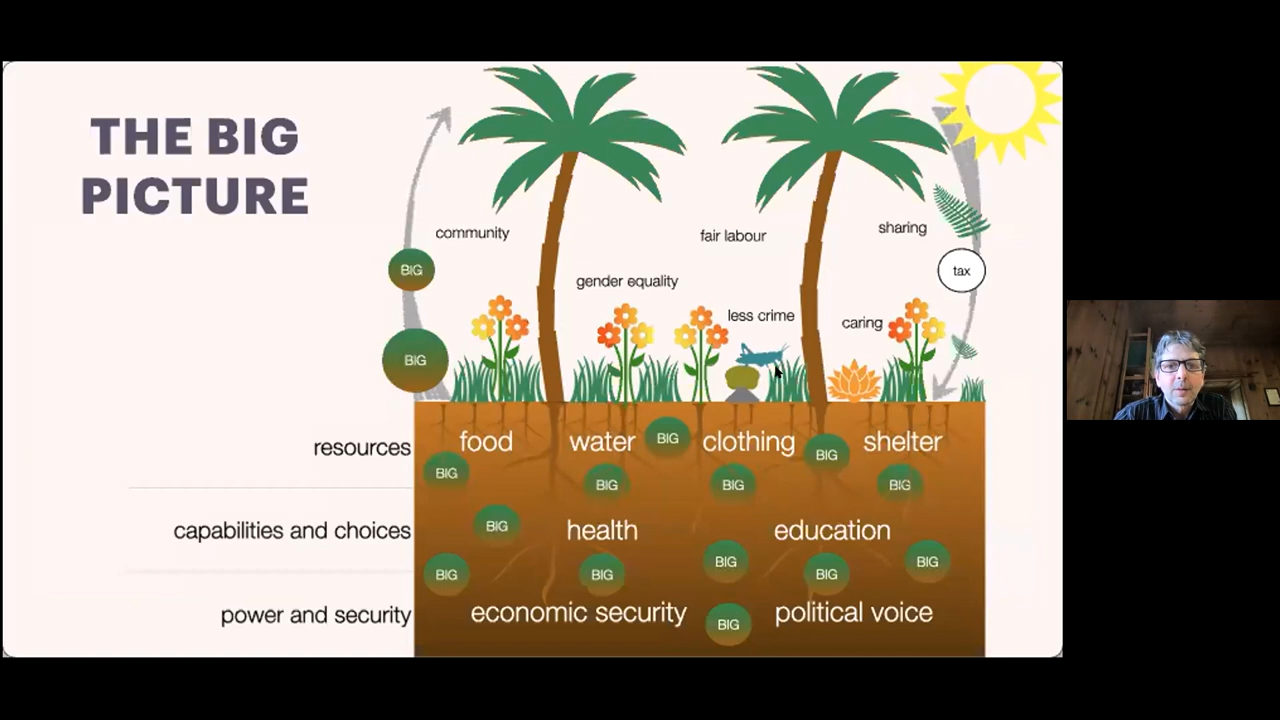 THE BIG
PICTURE
community
fair labour
sharing
BIG
tax
gender equality
less crime
caring
BIG
resources
food
water
BIG
clothing
BIG
shelter
BIG
BIG
BIG
BIG
capabilities and choices
BIG
health
education
BIG
BIG
BIG
BIG
BIG
BIG
power and security
economic security
BIG
political voice